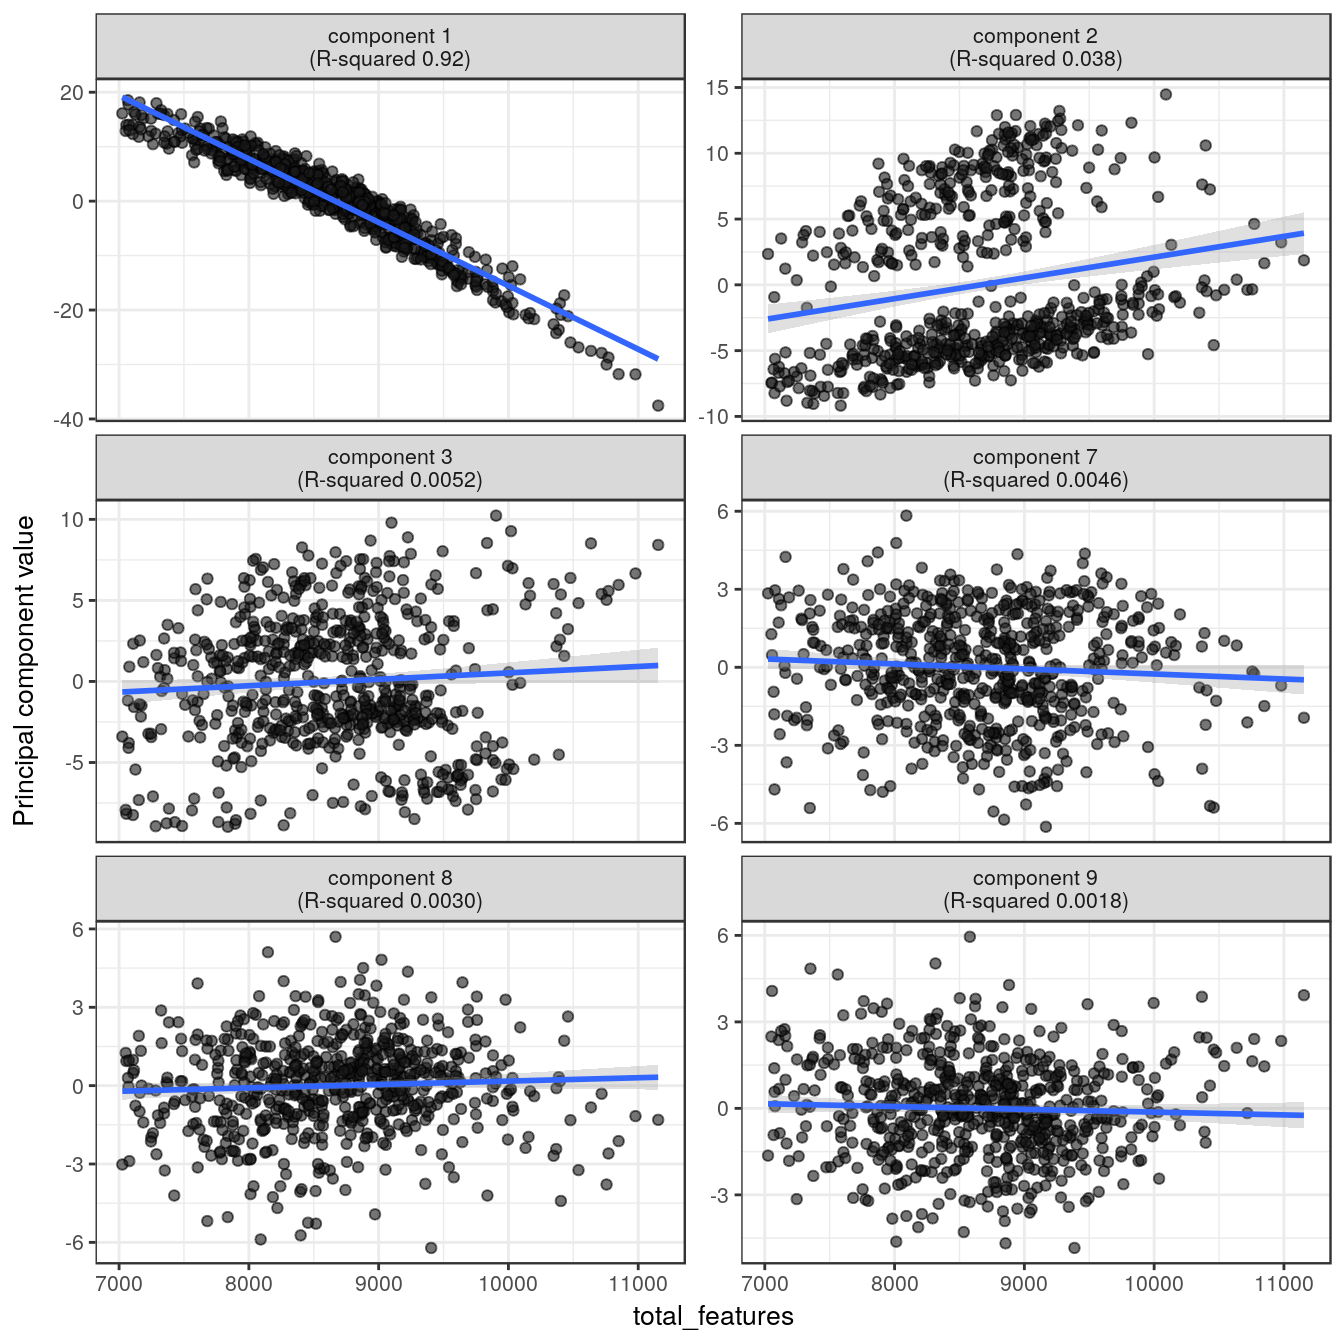 component 1
(R-squared 0.92)
component 2
(R-squared 0.038)
20
0
-20
-40
15
10
5
0
-5
-10
component 3
(R-squared 0.0052)
component 7
(R-squared 0.0046)
10
5
0
-5
6
3
0
-3
-6
Principal component value
component 8
(R-squared 0.0030)
component 9
(R-squared 0.0018)
6
3
0
-3
-6
6
3
0
-3
7000 8000 9000 10000 11000
7000 8000 9000 10000 11000
total_features